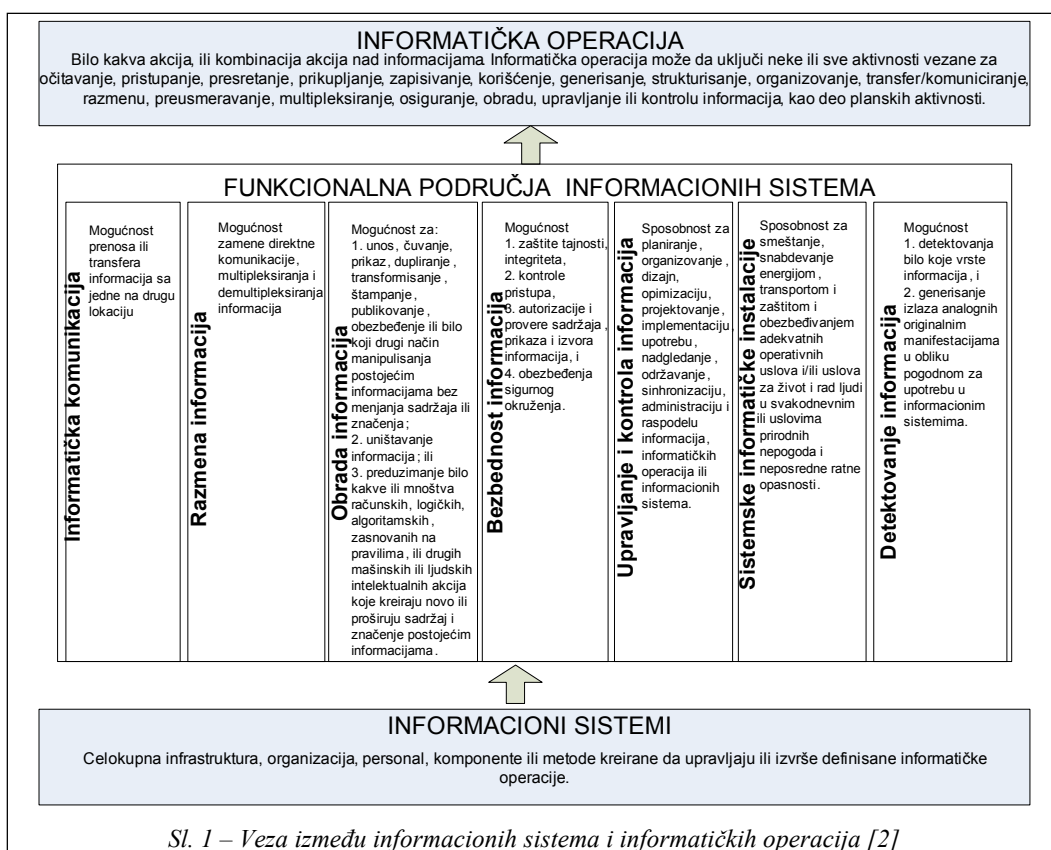 INFORMATIČKA OPERACIJA
Bilo kakva akcija, ili kombinacija akcija nad informacijama. Informatička operacija može da uključi neke ili sve aktivnosti vezane za
očitavanje, pristupanje, presretanje, prikupljanje, zapisivanje, korišćenje, generisanje, strukturisanje, organizovanje, transfer/komuniciranje,
razmenu, preusmeravanje, multipleksiranje, osiguranje, obradu, upravljanje ili kontrolu informacija, kao deo planskih aktivnosti.
FUNKCIONALNA PODRUČJA INFORMACIONIH SISTEMA
Informatička komunikacija
Mogućnost
prenosa ili
transfera
informacija sa
jedne na drugu
lokaciju
Razmena informacija
Mogućnost
zamene direktne
komunikacije,
multipleksiranja i
demultipleksiranja
informacija
Obrada informacija
Mogućnost za:
1. unos, čuvanje,
prikaz, dupliranje,
transformisanje,
štampanje,
publikovanje,
obezbeđenje ili bilo
koji drugi način
manipulisanja
postojećim
informacijama bez
menjanja sadržaja ili
značenja;
2. uništavanje
informacija; ili
3. preduzimanje bilo
kakve ili mnoštva
računskih, logičkih,
algoritamskih,
zasnovanih na
pravilima, ili drugih
mašinskih ili ljudskih
intelektualnih akcija
koje kreiraju novo ili
proširuju sadržaj i
značenje postojećim
informacijama.
Bezbednost informacija
Mogućnost
1. zaštite tajnosti,
integriteta,
2. kontrole
pristupa,
3. autorizacije i
provere sadržaja,
prikaza i izvora
informacija, i
4. obezbeđenja
sigurnog
okruženja.
Upravljanje i kontrola informacija
Sposobnost za
planiranje,
organizovanje,
dizajn,
opimizaciju,
projektovanje,
implementaciju,
upotrebu,
nadgledanje,
održavanje,
sinhronizaciju,
administraciju i
raspodelu
informacija,
informatičkih
operacija ili
informacionih
sistema.
Sistemske informatičke instalacije
Sposobnost za
smeštanje,
snabdevanje
energijom,
transportom i
zaštitom i
obezbeđivanjem
adekvatnih
operativnih
uslova i/ili uslova
za život i rad ljudi
u svakodnevnim
ili uslovima
prirodnih
nepogoda i
neposredne ratne
opasnosti.
Detektovanje informacija
Mogućnost
1. detektovanja
bilo koje vrste
informacija, i
2. generisanje
izlaza analognih
originalnim
manifestacijama
u obliku
pogodnom za
upotrebu u
informacionim
sistemima.
INFORMACIONI SISTEMI
Celokupna infrastruktura, organizacija, personal, komponente ili metode kreirane da upravljaju ili izvrše definisane informatičke
operacije.
Sl. 1 – Veza između informacionih sistema i informatičkih operacija [2]